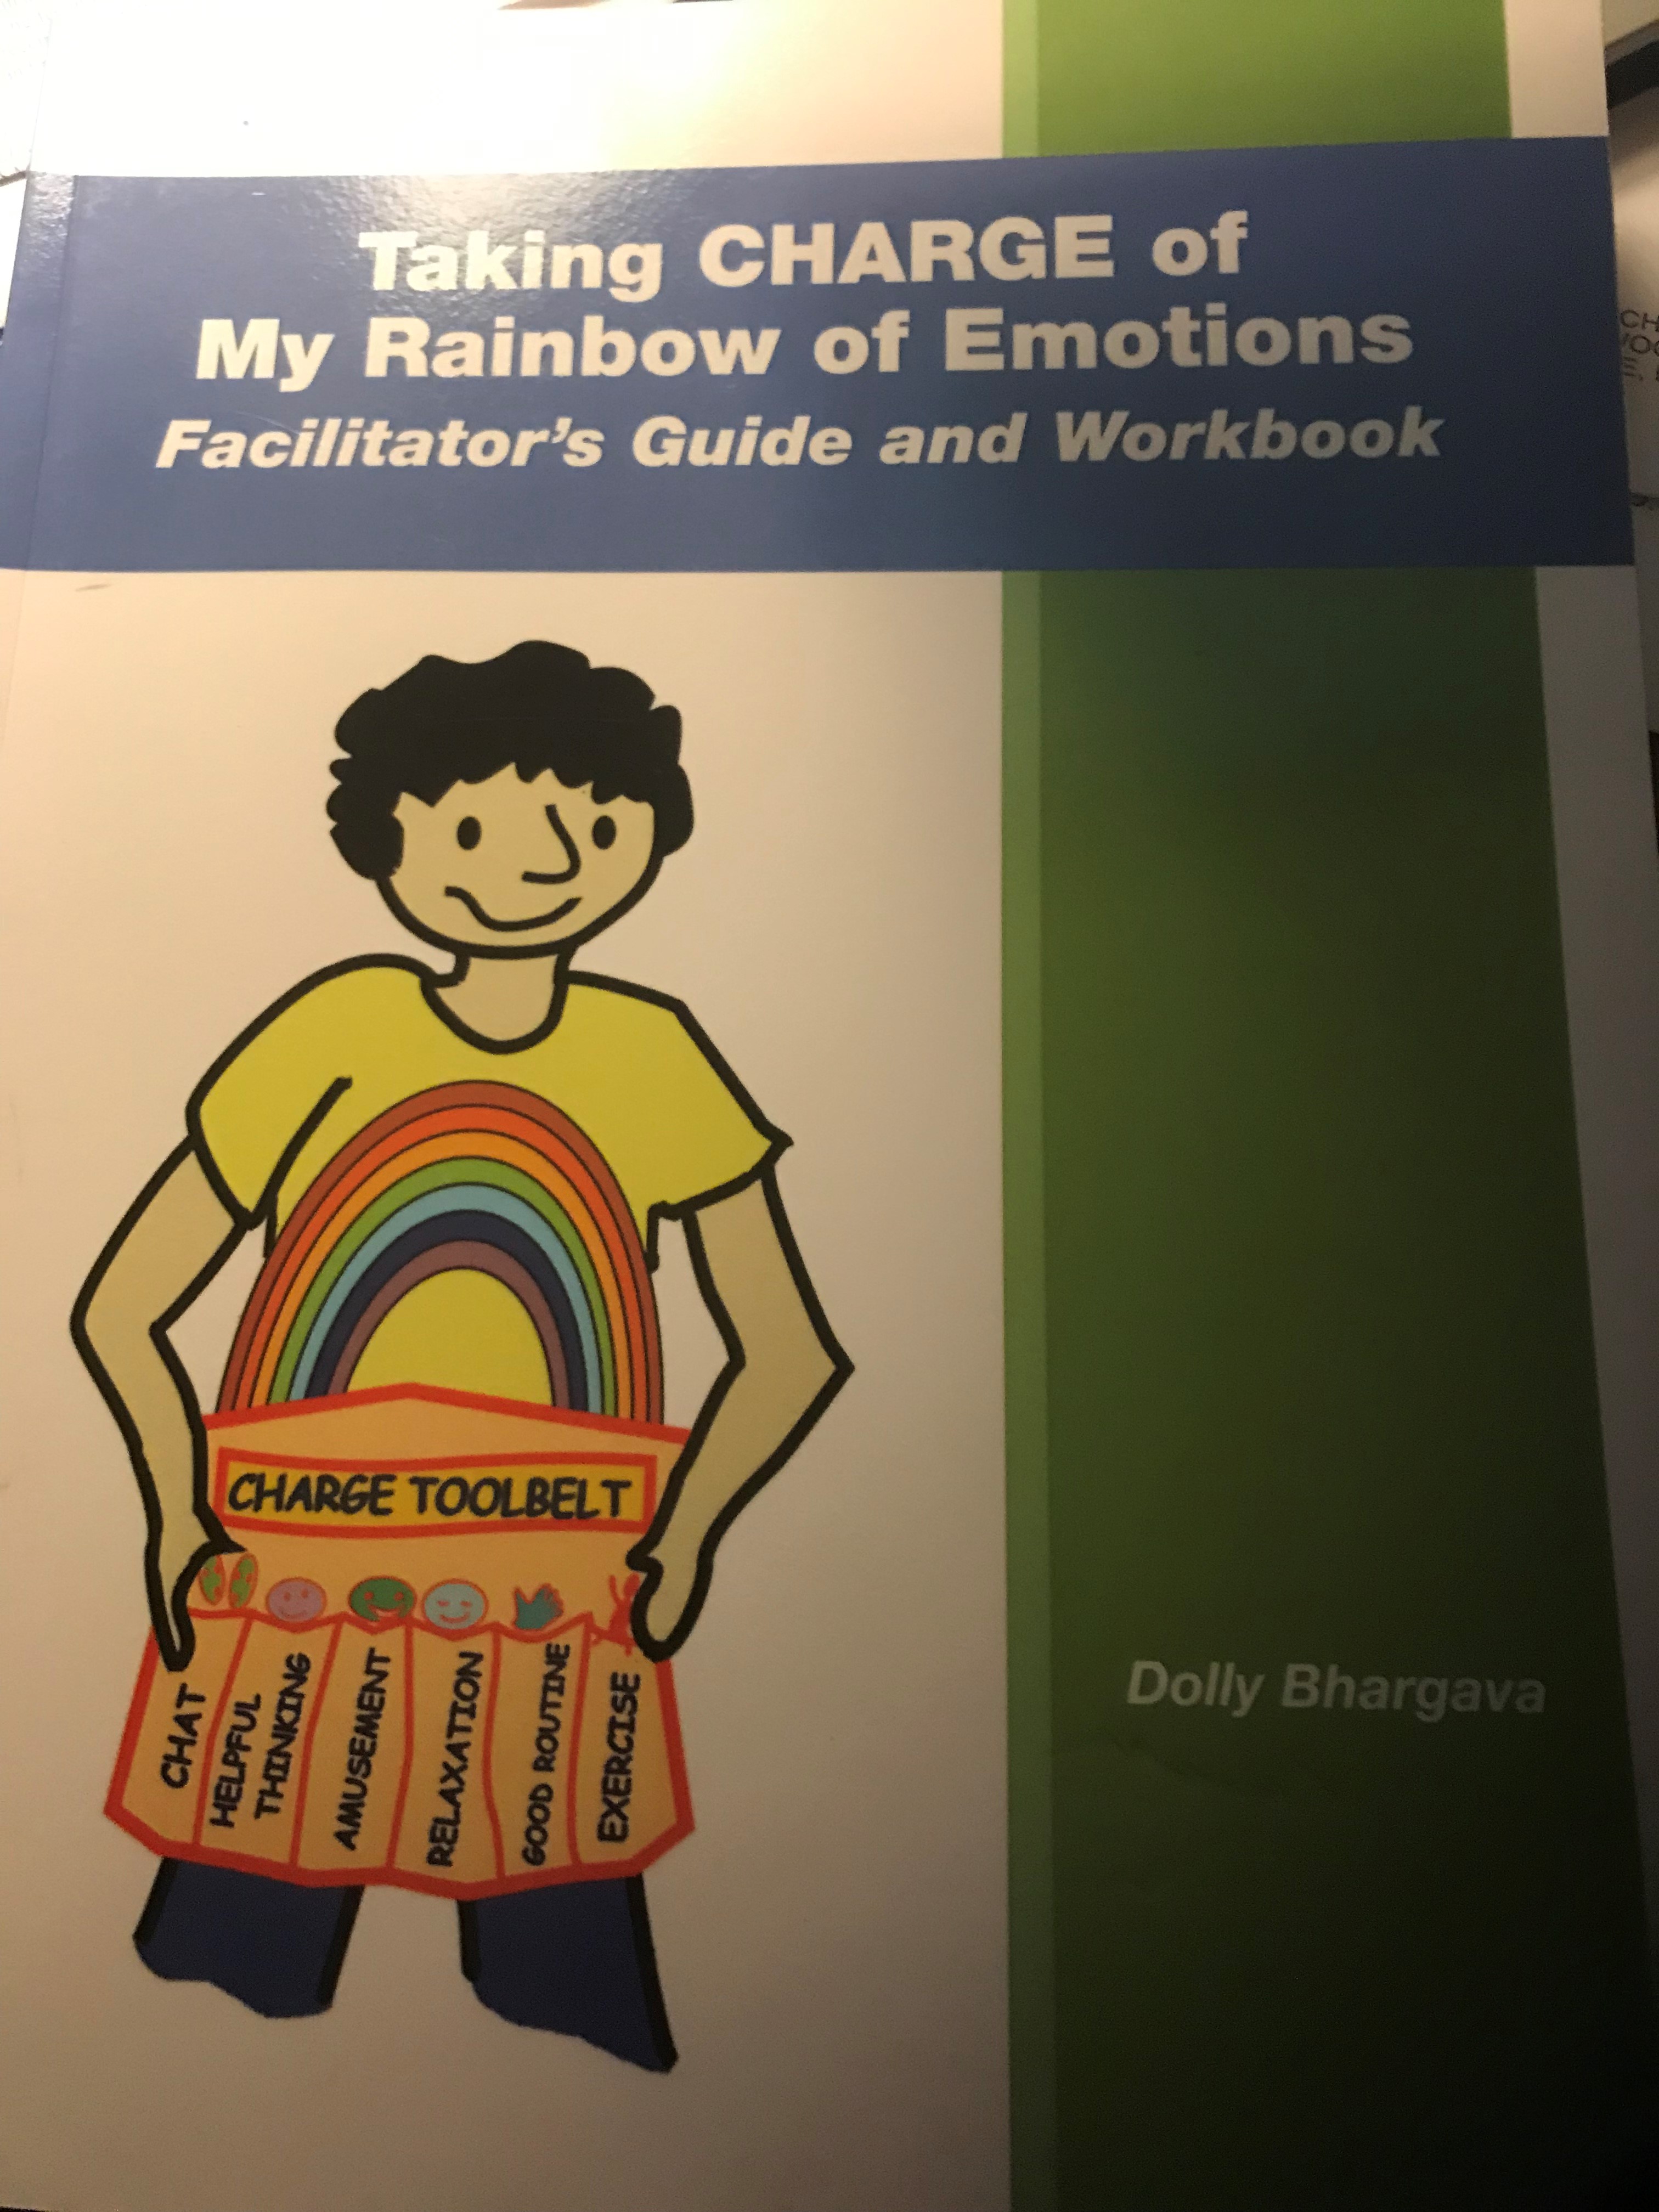 Taking CHARGE of
My Rainbow of Emotions
Facilitator's Guide and Workbook
CHARGE TOOLBELT
CHAT
HELPFUL
THINKING
AMUSEMENT
RELAXATION
GOOD ROUTINE
EXERCISE
Dolly Bhargava